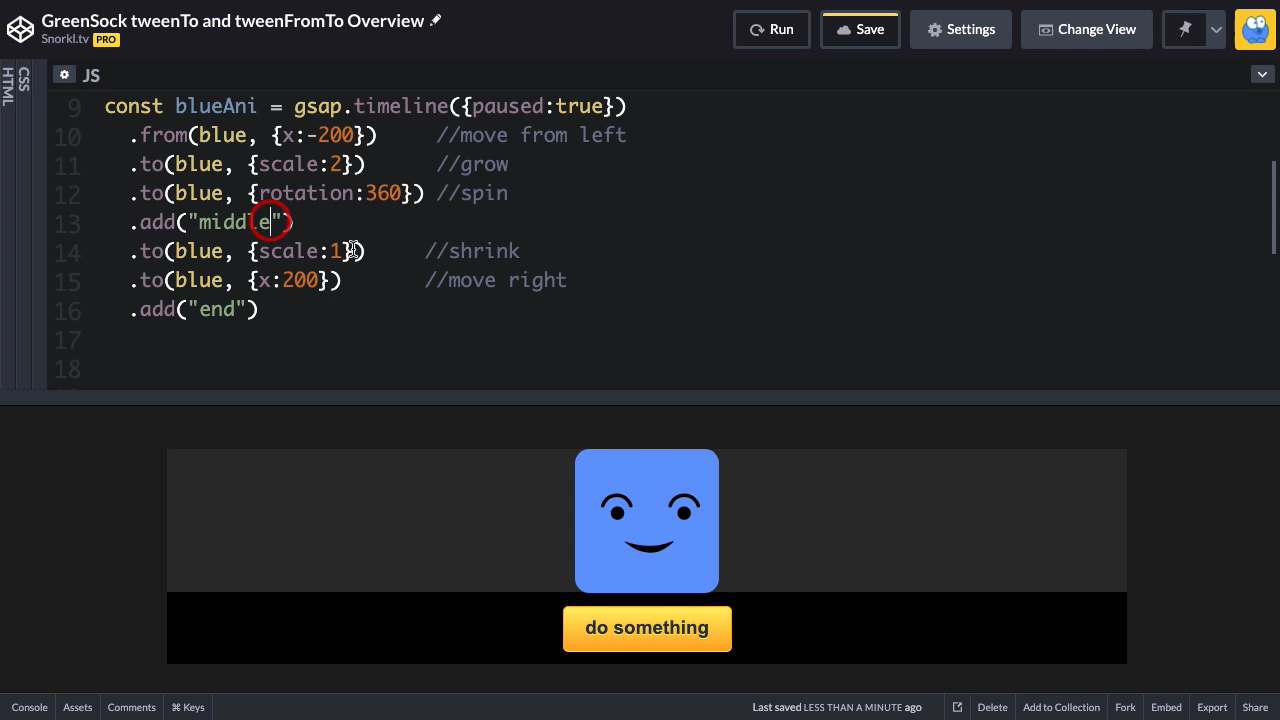 GreenSock tweenTo and tweenFromTo Overview
Snorkl.tv PRO
Run
Save
Settings
Change View
HTML
CSS
JS
9 const blueAni = gsap.timeline({paused:true})
10 .from(blue, {x:-200}) //move from left
11 .to(blue, {scale:2}) //grow
12 .to(blue, {rotation:360}) //spin
13 .add("middle")
14 .to(blue, {scale:1}) //shrink
15 .to(blue, {x:200}) //move right
16 .add("end")
17
18
do something
Console Assets Comments ⌘ Keys Last saved LESS THAN A MINUTE ago Delete Add to Collection Fork Embed Export Share